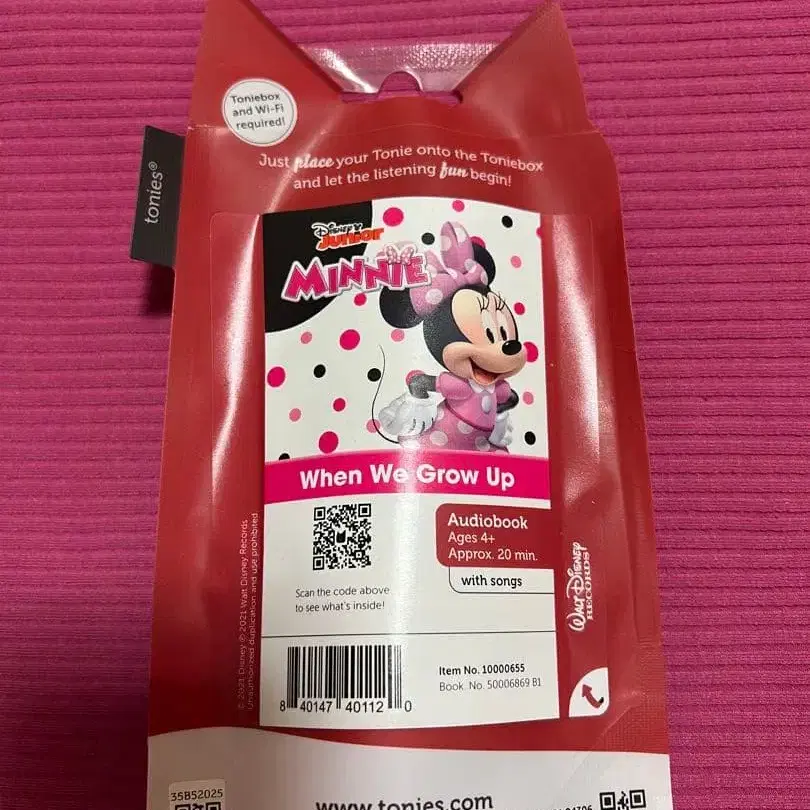 Toniebox
and Wi-Fi
required!
tonies®
Just place your Tonie onto the Toniebox
and let the listening fun begin!
Disney
Junior
MINNIE
When We Grow Up
Audiobook
Ages 4+
Approx. 20 min.
with songs
Scan the code above
to see what's inside!
© 2021 Disney ℗ 2021 Walt Disney Records
Unauthorized duplication and use prohibited
WALT DISNEY
RECORDS
Item No. 10000655
Book. No. 50006869 B1
8 40147 40112 0
35B52025
www.tonies.com